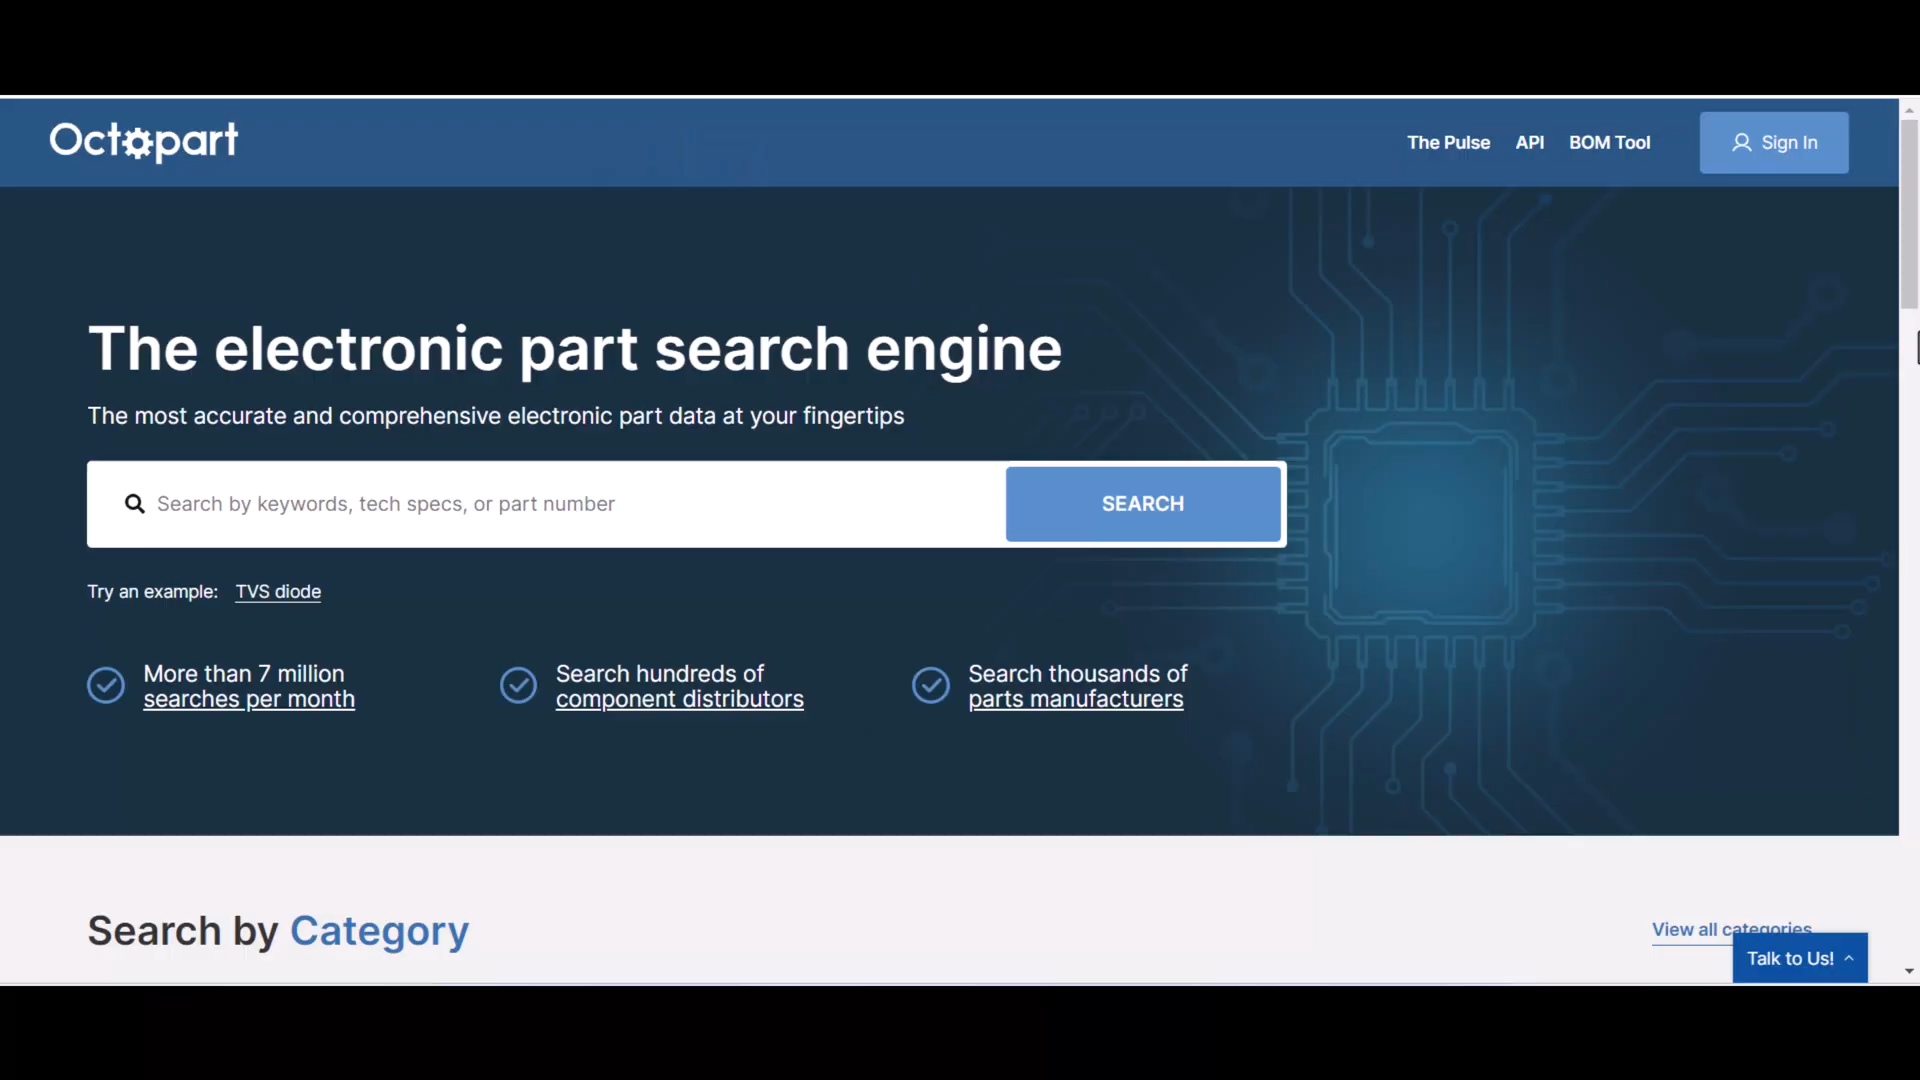 Octopart
The Pulse API BOM Tool Sign In
The electronic part search engine
The most accurate and comprehensive electronic part data at your fingertips
Search by keywords, tech specs, or part number SEARCH
Try an example: TVS diode
More than 7 million
searches per month
Search hundreds of
component distributors
Search thousands of
parts manufacturers
Search by Category
View all categories
Talk to Us!